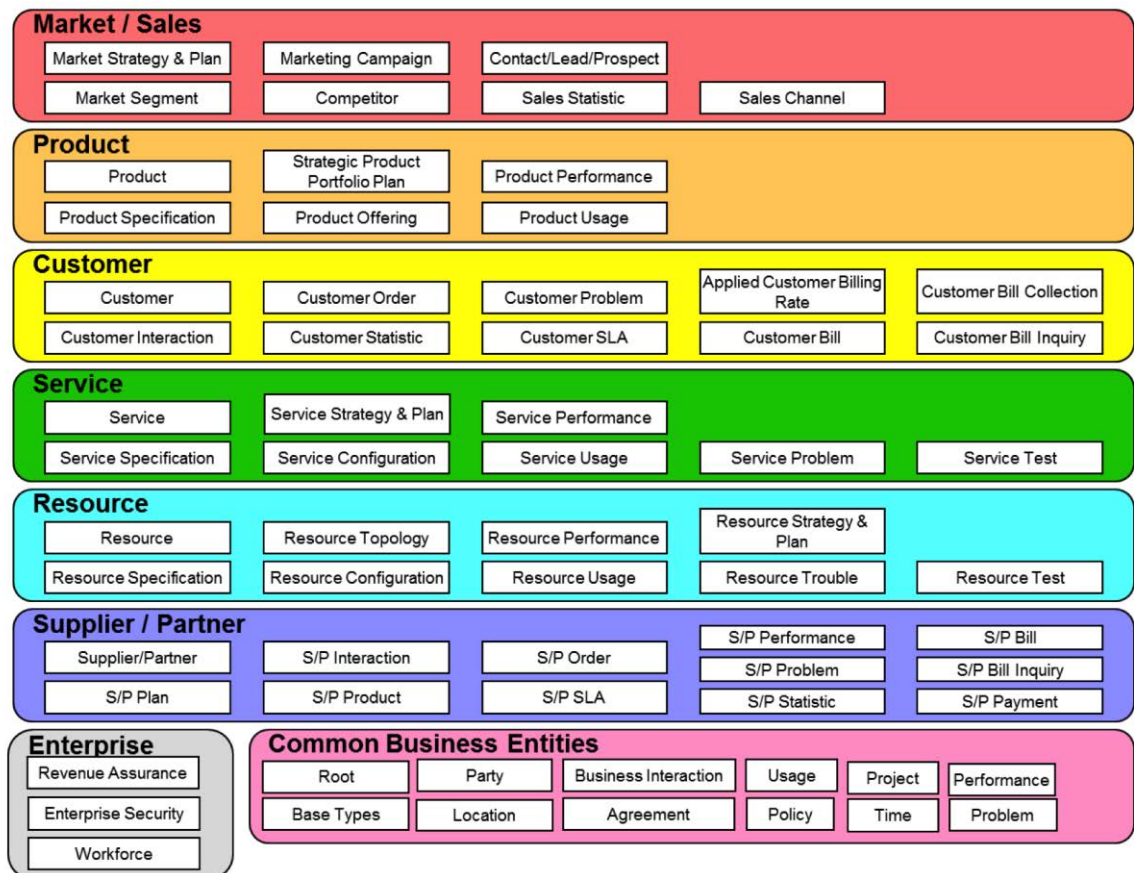 Market / Sales
Market Strategy & Plan
Marketing Campaign
Contact/Lead/Prospect
Market Segment
Competitor
Sales Statistic
Sales Channel
Product
Product
Strategic Product
Portfolio Plan
Product Performance
Product Specification
Product Offering
Product Usage
Customer
Customer
Customer Order
Customer Problem
Applied Customer Billing
Rate
Customer Bill Collection
Customer Interaction
Customer Statistic
Customer SLA
Customer Bill
Customer Bill Inquiry
Service
Service
Service Strategy & Plan
Service Performance
Service Specification
Service Configuration
Service Usage
Service Problem
Service Test
Resource
Resource
Resource Topology
Resource Performance
Resource Strategy &
Plan
Resource Specification
Resource Configuration
Resource Usage
Resource Trouble
Resource Test
Supplier / Partner
Supplier/Partner
S/P Interaction
S/P Order
S/P Performance
S/P Bill
S/P Problem
S/P Bill Inquiry
S/P Plan
S/P Product
S/P SLA
S/P Statistic
S/P Payment
Enterprise
Revenue Assurance
Enterprise Security
Workforce
Common Business Entities
Root
Party
Business Interaction
Usage
Project
Performance
Base Types
Location
Agreement
Policy
Time
Problem